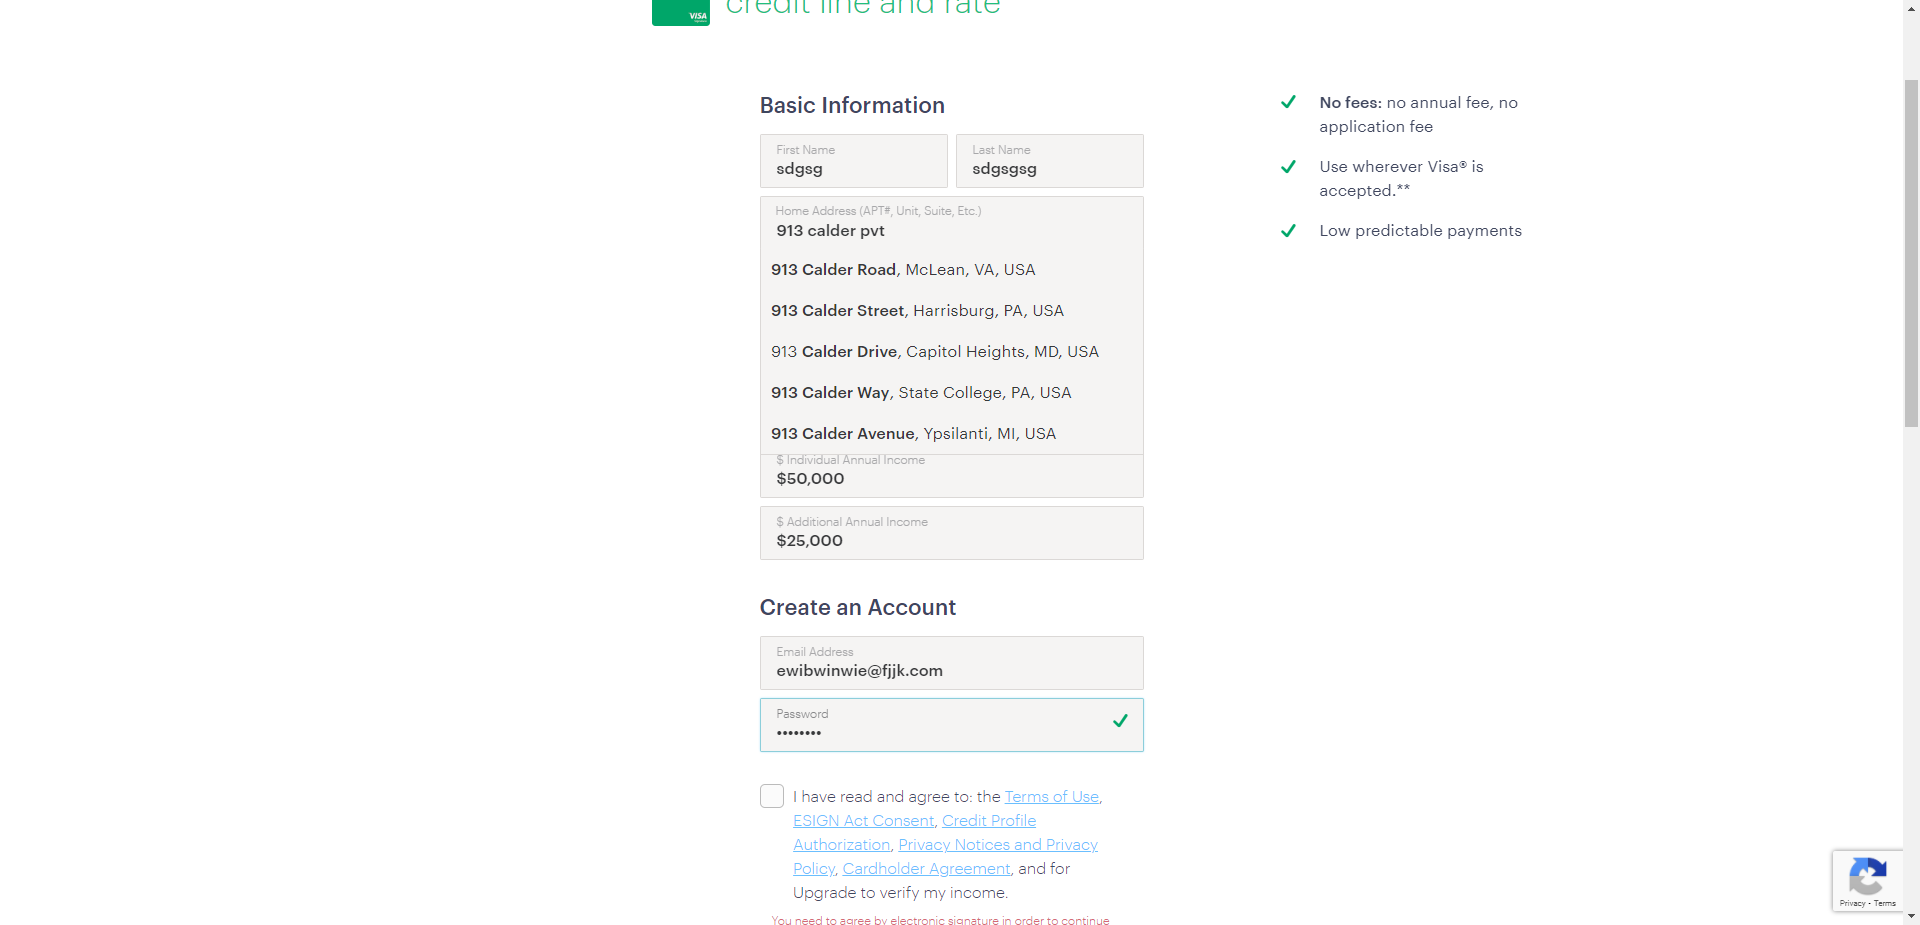 VISA
credit line and rate
Basic Information
First Name
sdgsg
Last Name
sdgsgsg
Home Address (APT#, Unit, Suite, Etc.)
913 calder pvt
913 Calder Road, McLean, VA, USA
913 Calder Street, Harrisburg, PA, USA
913 Calder Drive, Capitol Heights, MD, USA
913 Calder Way, State College, PA, USA
913 Calder Avenue, Ypsilanti, MI, USA
$ Individual Annual Income
$50,000
$ Additional Annual Income
$25,000
Create an Account
Email Address
ewibwinwie@fjjk.com
Password
••••••••
I have read and agree to: the Terms of Use,
ESIGN Act Consent, Credit Profile
Authorization, Privacy Notices and Privacy
Policy, Cardholder Agreement, and for
Upgrade to verify my income.
You need to agree by electronic signature in order to continue
No fees: no annual fee, no
application fee
Use wherever Visa® is
accepted.**
Low predictable payments
Privacy - Terms